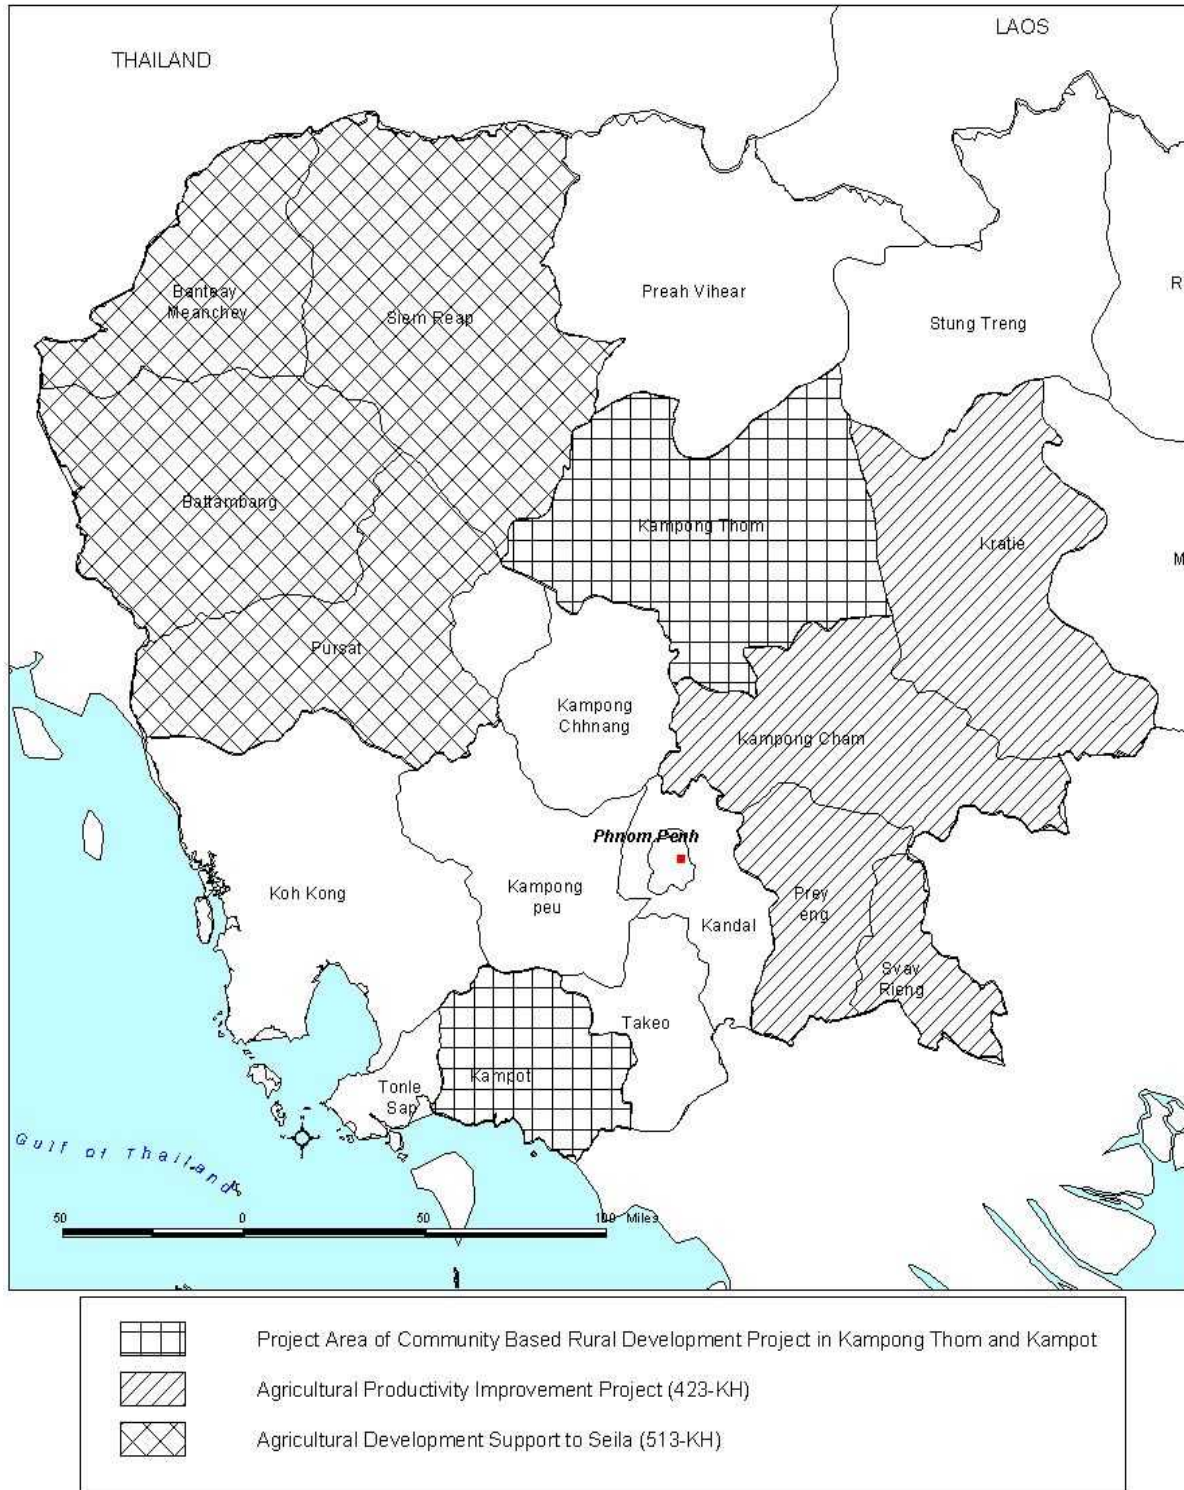 THAILAND
LAOS
Banteay
Meanchey
Siem Reap
Preah Vihear
Stung Treng
R
Battambang
Kampong Thom
Kratie
M
Pursat
Kampong
Chhnang
Kampong Cham
Phnom Penh
Koh Kong
Kampong
peu
Kandal
Prey
eng
Svay
Rieng
Takeo
Kampot
Tonle
Sap
Gulf of Thailand
50 0 50 100 Miles
Project Area of Community Based Rural Development Project in Kampong Thom and Kampot
Agricultural Productivity Improvement Project (423-KH)
Agricultural Development Support to Seila (513-KH)